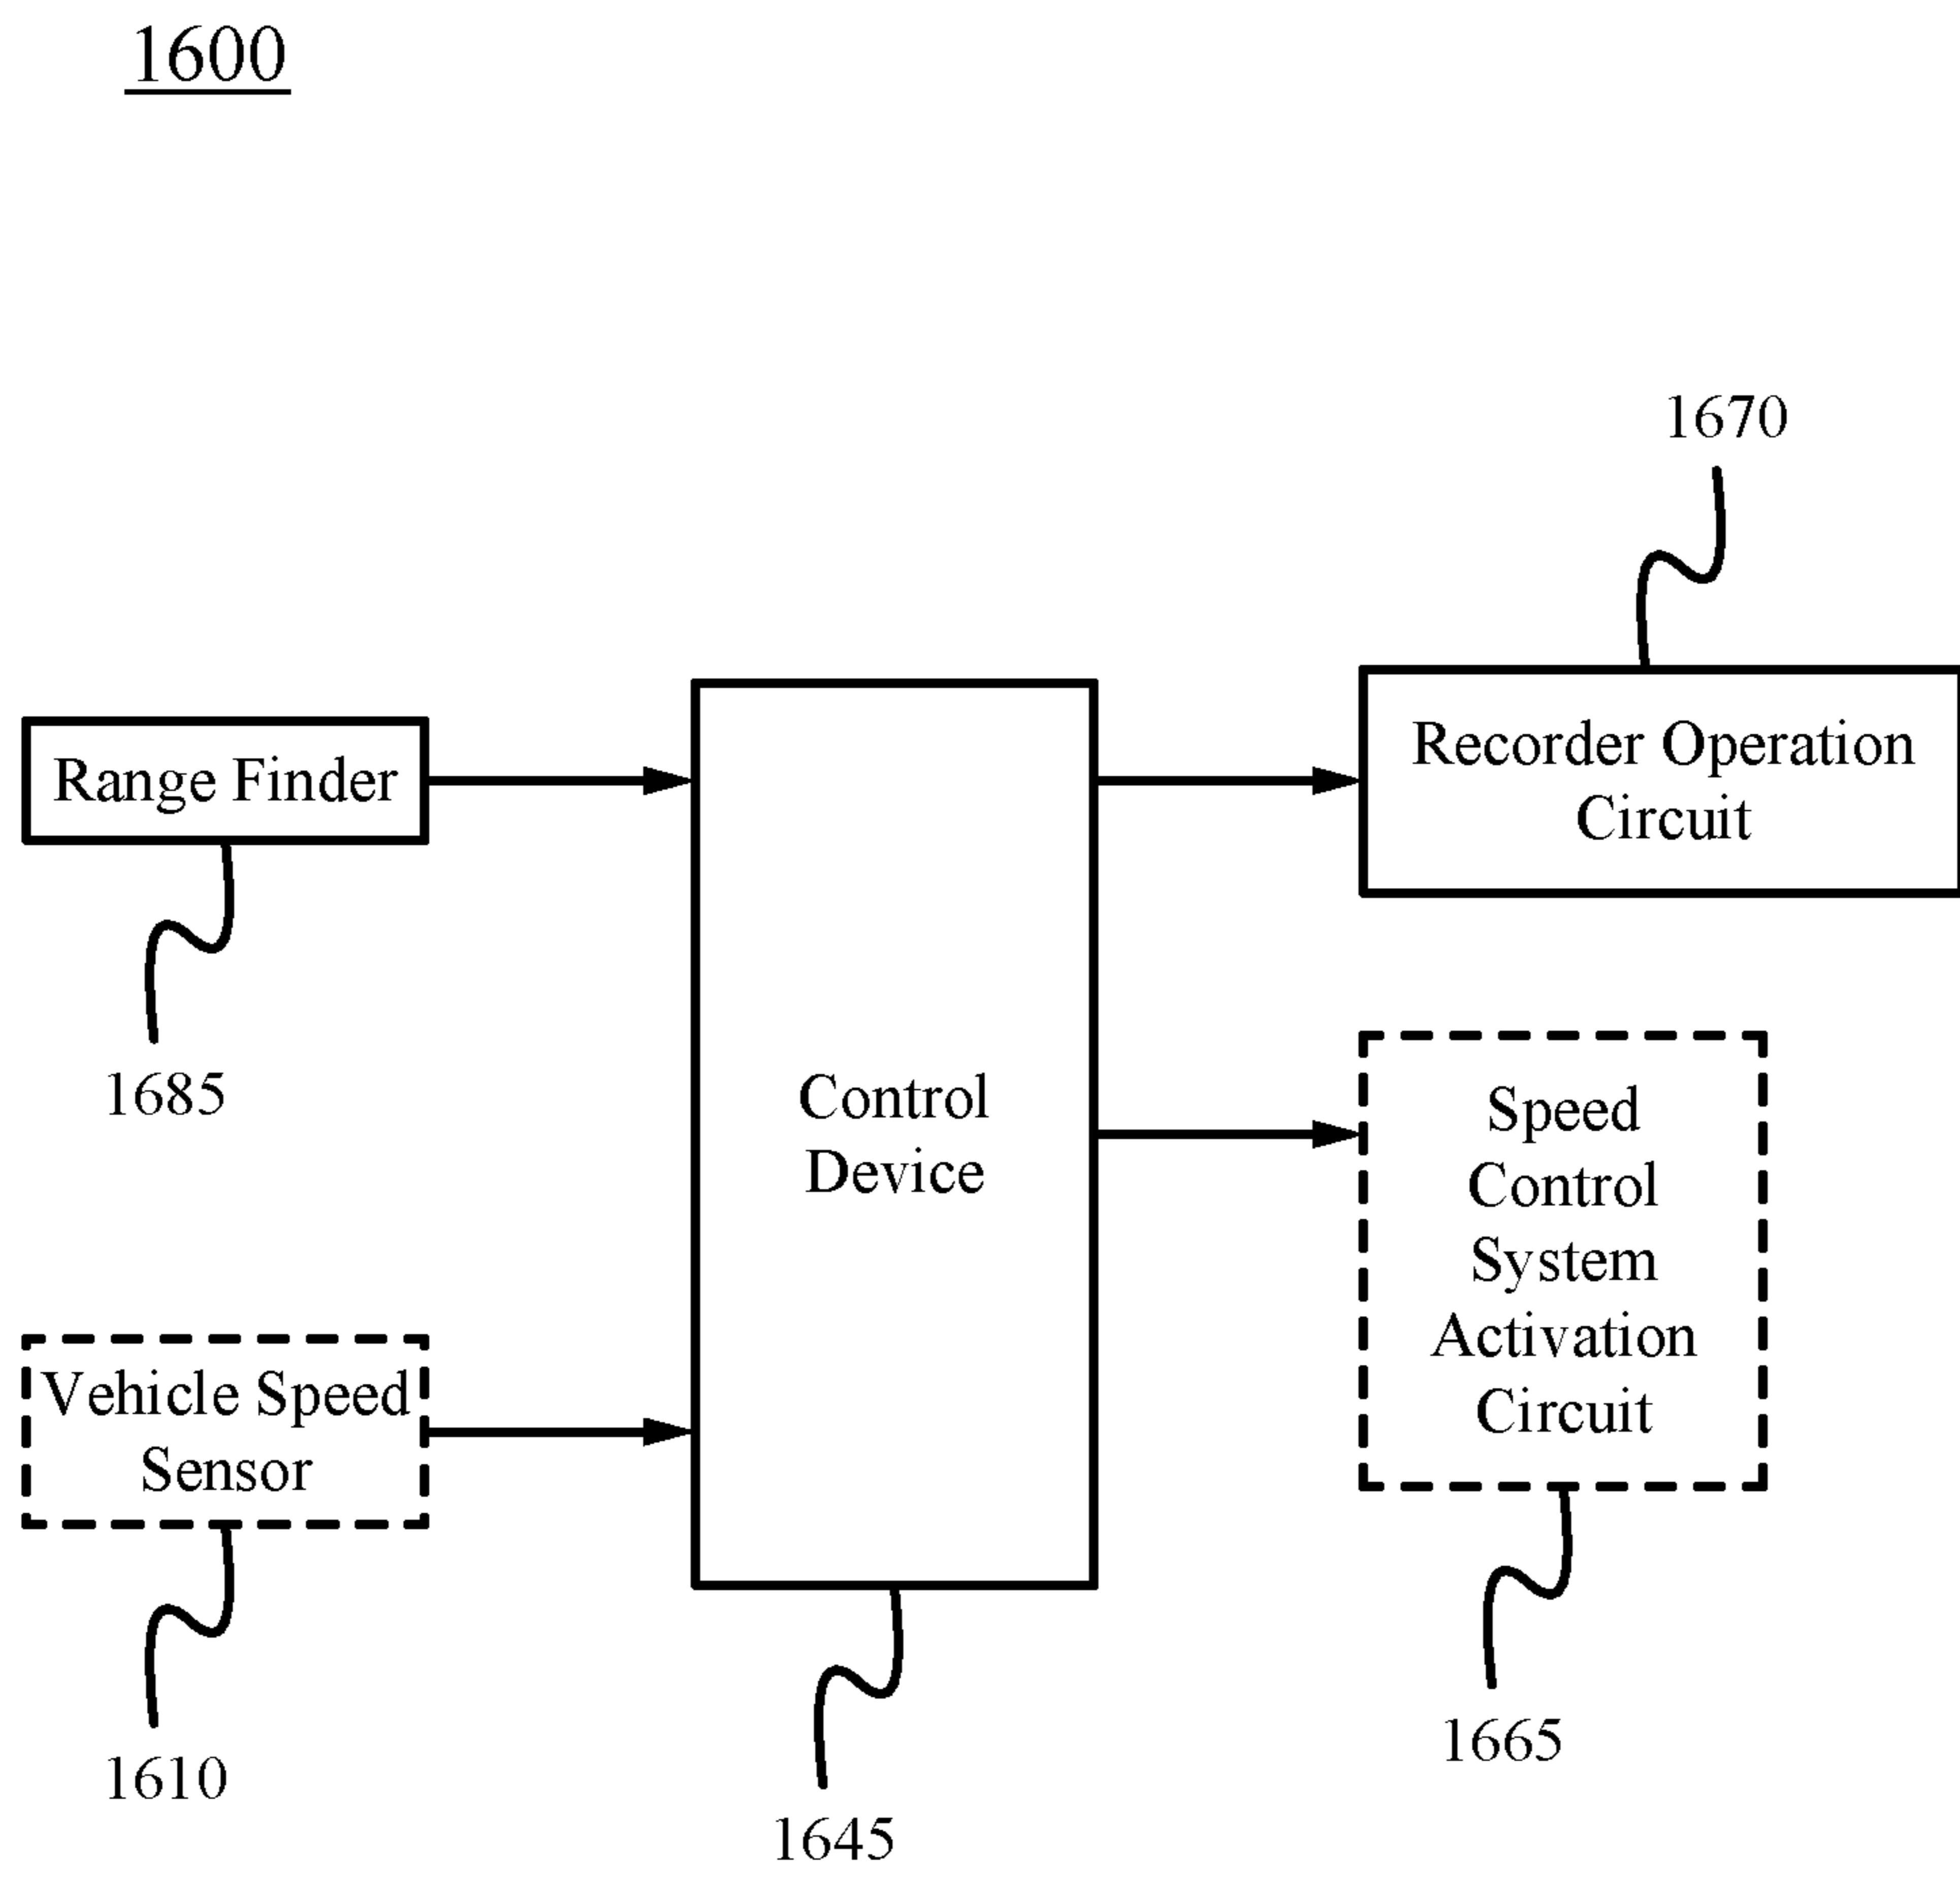 1600
1670
Range Finder
Recorder Operation
Circuit
1685
Control
Device
Speed
Control
System
Activation
Circuit
Vehicle Speed
Sensor
1610
1645
1665